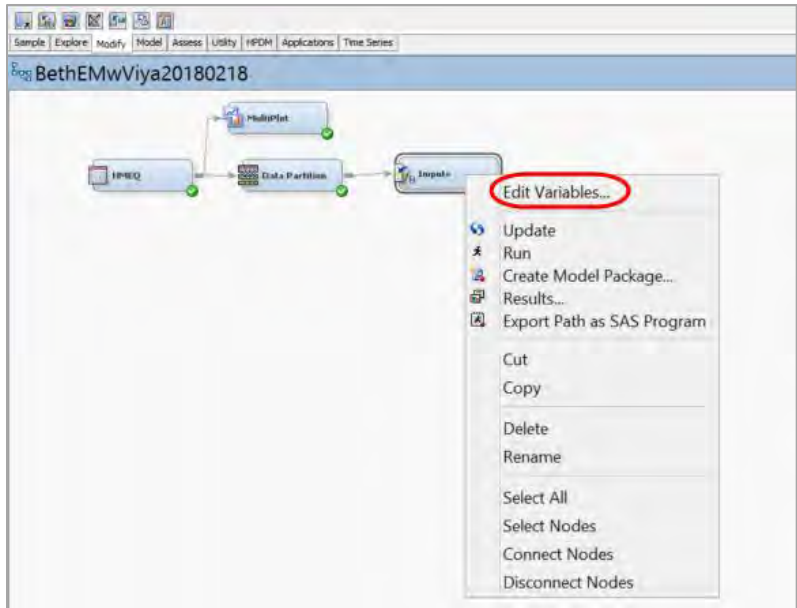 Sample Explore Modify Model Assess Utility HPDM Applications Time Series
BethEMwViya20180218
MultiPlot
HMEQ
Data Partition
Impute
Edit Variables...
Update
Run
Create Model Package...
Results...
Export Path as SAS Program
Cut
Copy
Delete
Rename
Select All
Select Nodes
Connect Nodes
Disconnect Nodes